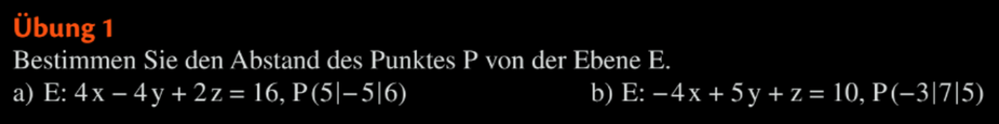 Übung 1
Bestimmen Sie den Abstand des Punktes P von der Ebene E.
a) E: 4x – 4y + 2z = 16, P(5|–5|6) b) E: –4x + 5y + z = 10, P(–3|7|5)